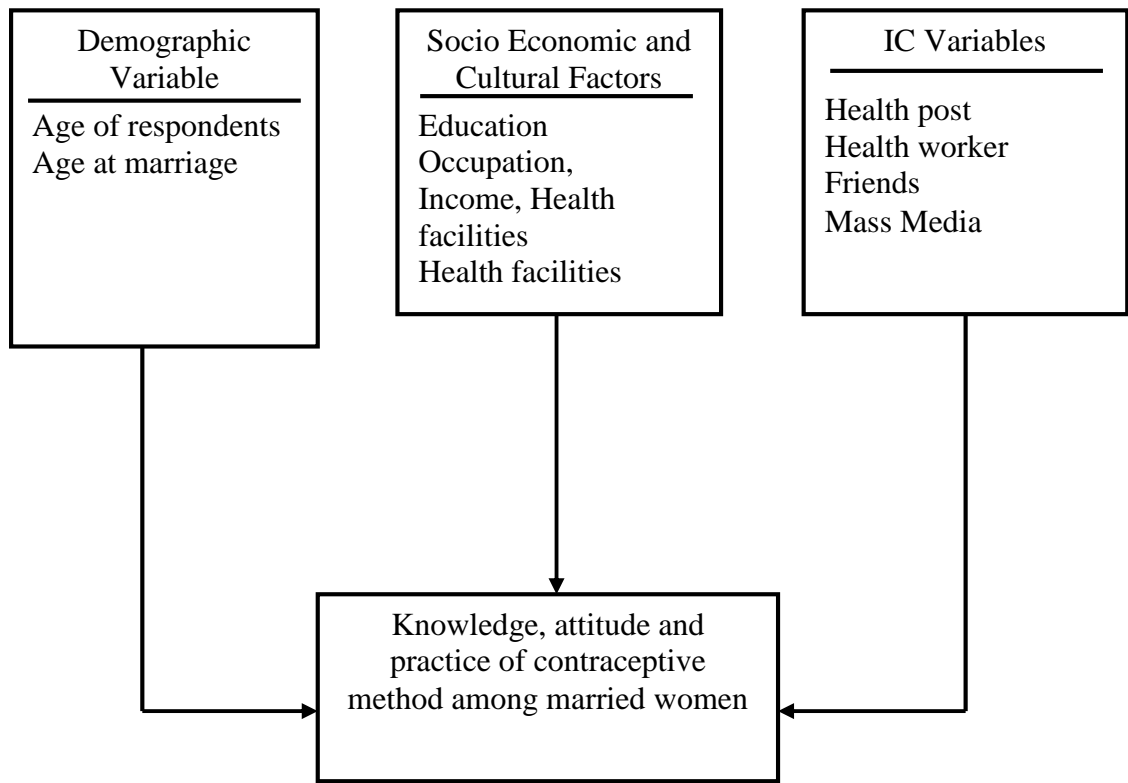 Demographic
Variable
Age of respondents
Age at marriage
Socio Economic and
Cultural Factors
Education
Occupation,
Income, Health
facilities
Health facilities
IC Variables
Health post
Health worker
Friends
Mass Media
Knowledge, attitude and
practice of contraceptive
method among married women